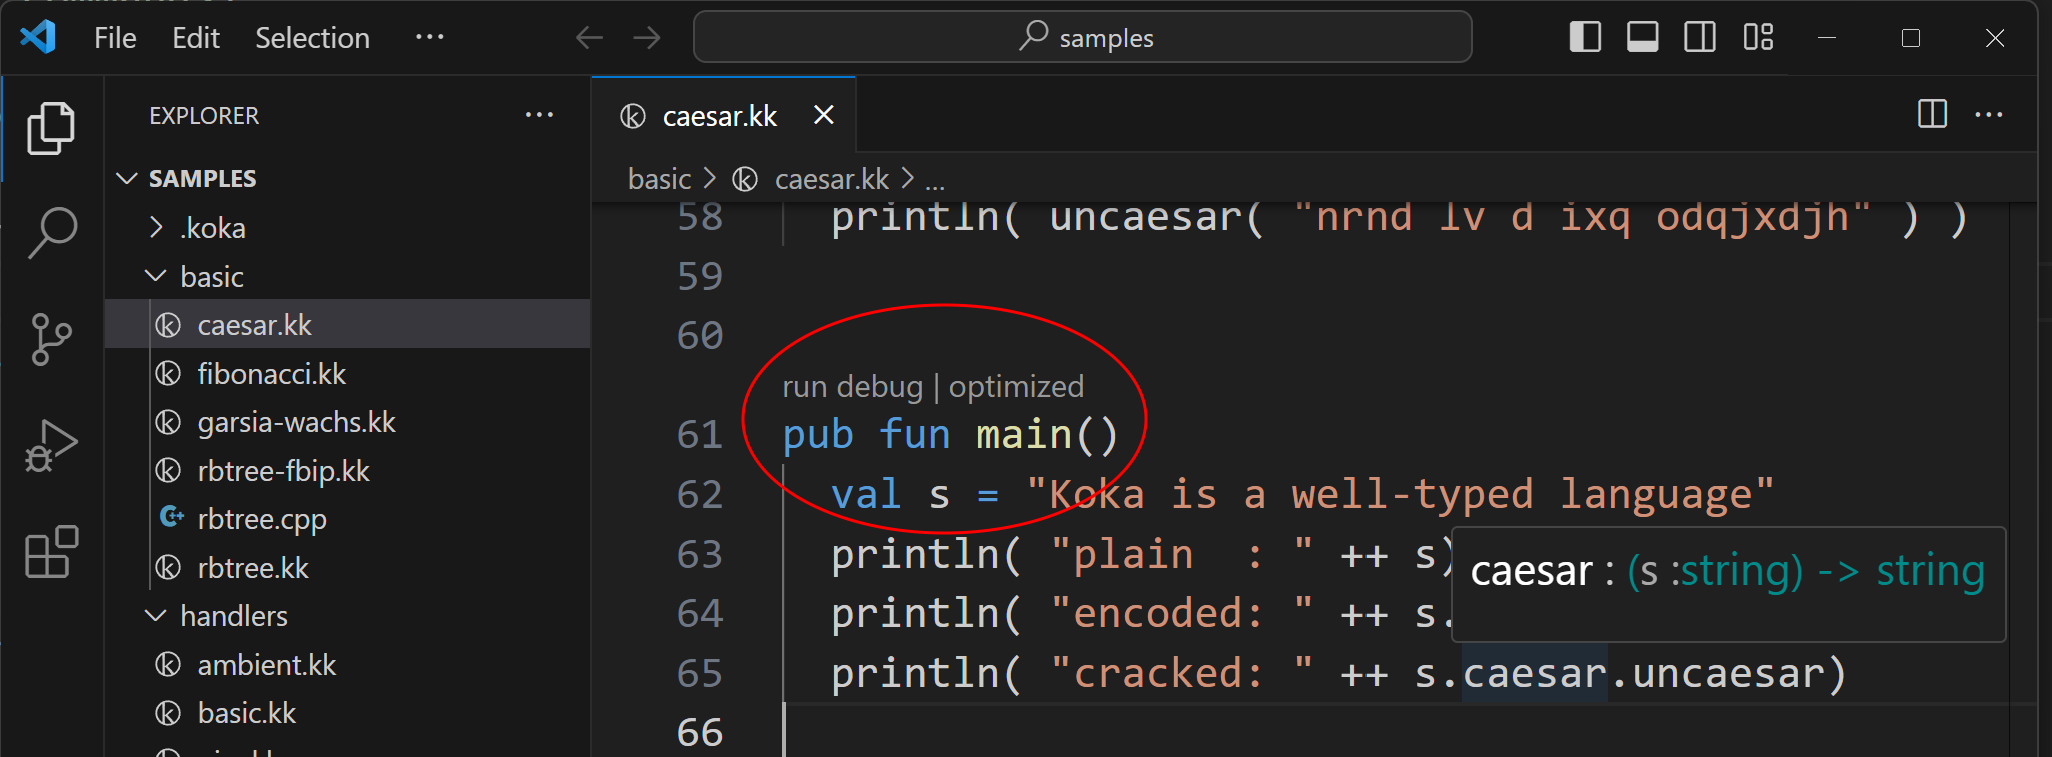 File Edit Selection ··· samples
EXPLORER ···
SAMPLES
.koka
basic
caesar.kk
fibonacci.kk
garsia-wachs.kk
rbtree-fbip.kk
rbtree.cpp
rbtree.kk
handlers
ambient.kk
basic.kk
caesar.kk
basic > caesar.kk > ...
58 println( uncaesar( "nrnd lv d ixq odqjxdjh" ) )
59
60
run debug | optimized
61 pub fun main()
62 val s = "Koka is a well-typed language"
63 println( "plain  : " ++ s)
64 println( "encoded: " ++ s.
65 println( "cracked: " ++ s.caesar.uncaesar)
66
caesar : (s :string) -> string